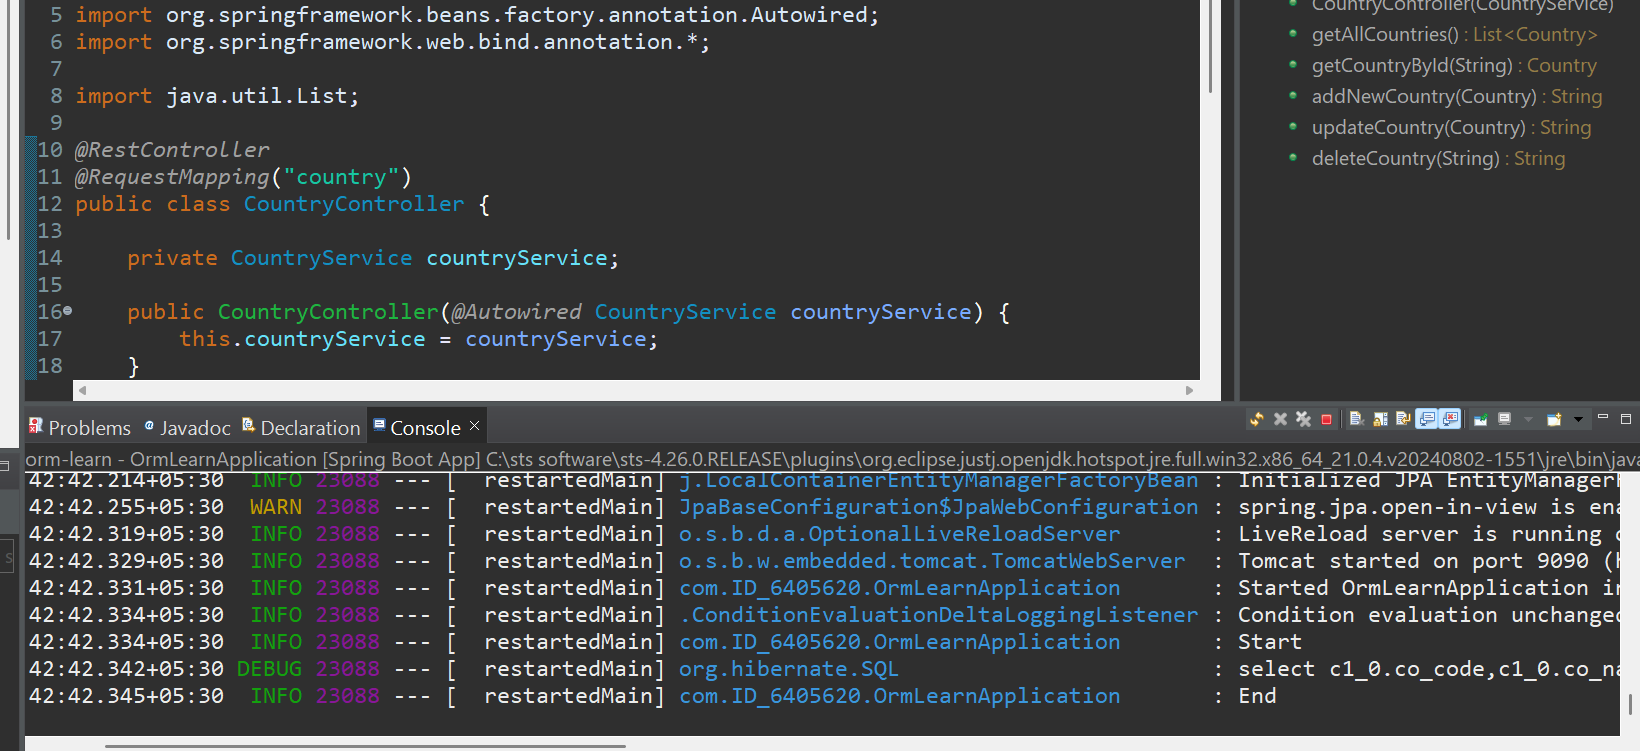 5 import org.springframework.beans.factory.annotation.Autowired;
6 import org.springframework.web.bind.annotation.*;
7
8 import java.util.List;
9
10 @RestController
11 @RequestMapping("country")
12 public class CountryController {
13
14 private CountryService countryService;
15
16 public CountryController(@Autowired CountryService countryService) {
17 this.countryService = countryService;
18 }
CountryController(CountryService)
getAllCountries() : List<Country>
getCountryById(String) : Country
addNewCountry(Country) : String
updateCountry(Country) : String
deleteCountry(String) : String
Problems Javadoc Declaration Console
orm-learn - OrmLearnApplication [Spring Boot App] C:\sts software\sts-4.26.0.RELEASE\plugins\org.eclipse.justj.openjdk.hotspot.jre.full.win32.x86_64_21.0.4.v20240802-1551\jre\bin\java
42:42.214+05:30 INFO 23088 --- [ restartedMain] j.LocalContainerEntityManagerFactoryBean : Initialized JPA EntityManagerF
42:42.255+05:30 WARN 23088 --- [ restartedMain] JpaBaseConfiguration$JpaWebConfiguration : spring.jpa.open-in-view is ena
42:42.319+05:30 INFO 23088 --- [ restartedMain] o.s.b.d.a.OptionalLiveReloadServer : LiveReload server is running o
42:42.329+05:30 INFO 23088 --- [ restartedMain] o.s.b.w.embedded.tomcat.TomcatWebServer : Tomcat started on port 9090 (h
42:42.331+05:30 INFO 23088 --- [ restartedMain] com.ID_6405620.OrmLearnApplication : Started OrmLearnApplication in
42:42.334+05:30 INFO 23088 --- [ restartedMain] .ConditionEvaluationDeltaLoggingListener : Condition evaluation unchanged
42:42.334+05:30 INFO 23088 --- [ restartedMain] com.ID_6405620.OrmLearnApplication : Start
42:42.342+05:30 DEBUG 23088 --- [ restartedMain] org.hibernate.SQL : select c1_0.co_code,c1_0.co_na
42:42.345+05:30 INFO 23088 --- [ restartedMain] com.ID_6405620.OrmLearnApplication : End